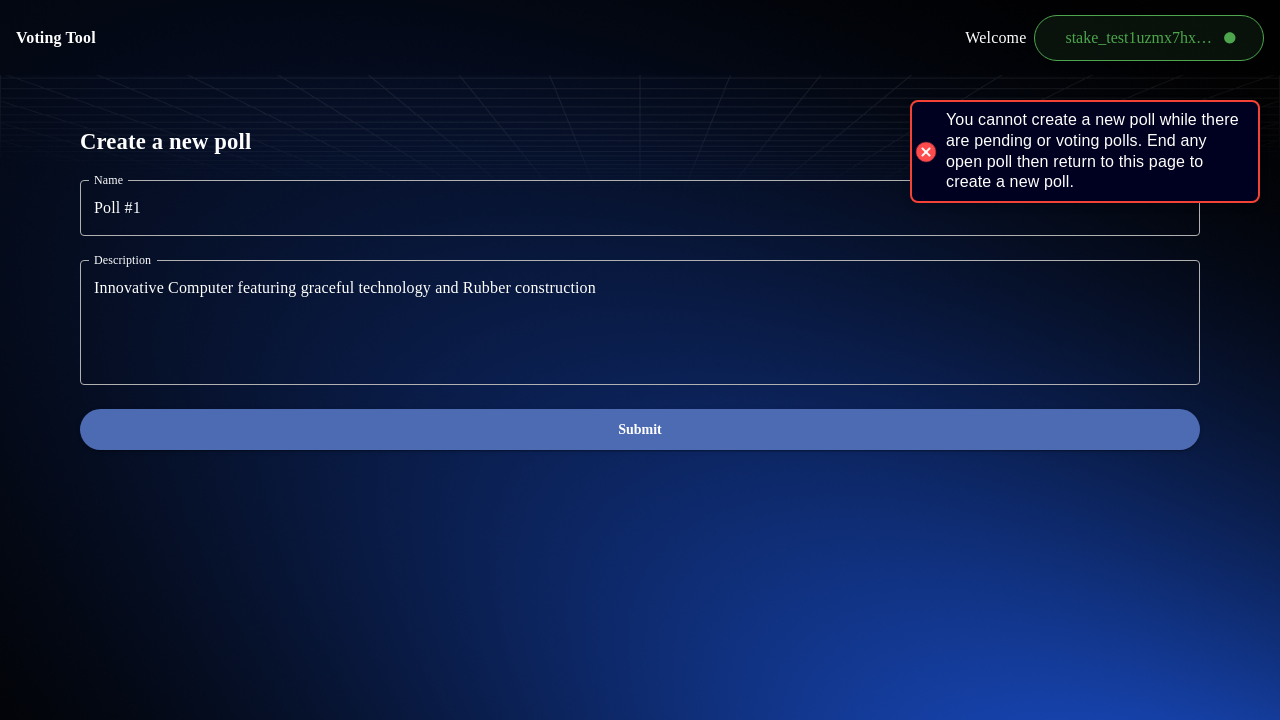 Voting Tool
Welcome
stake_test1uzmx7hx…
You cannot create a new poll while there
are pending or voting polls. End any
open poll then return to this page to
create a new poll.
Create a new poll
Name
Poll #1
Description
Innovative Computer featuring graceful technology and Rubber construction
Submit